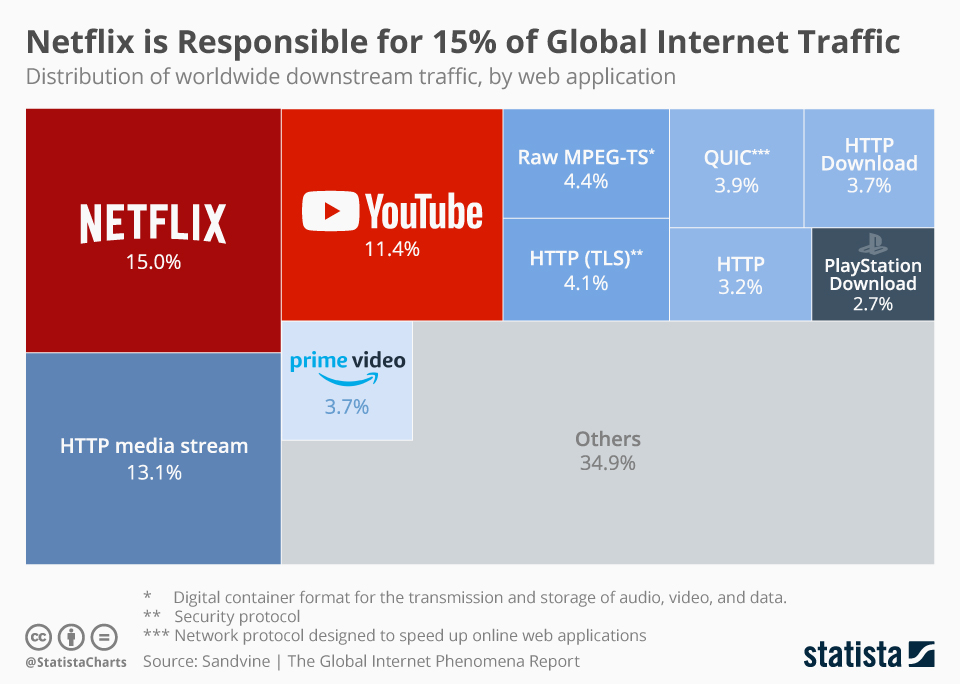 Netflix is Responsible for 15% of Global Internet Traffic
Distribution of worldwide downstream traffic, by web application
NETFLIX
15.0%
YouTube
11.4%
Raw MPEG-TS*
4.4%
QUIC***
3.9%
HTTP
Download
3.7%
HTTP (TLS)**
4.1%
HTTP
3.2%
PlayStation
Download
2.7%
HTTP media stream
13.1%
prime video
3.7%
Others
34.9%
* Digital container format for the transmission and storage of audio, video, and data.
** Security protocol
*** Network protocol designed to speed up online web applications
cc
@StatistaCharts
Source: Sandvine | The Global Internet Phenomena Report
statista